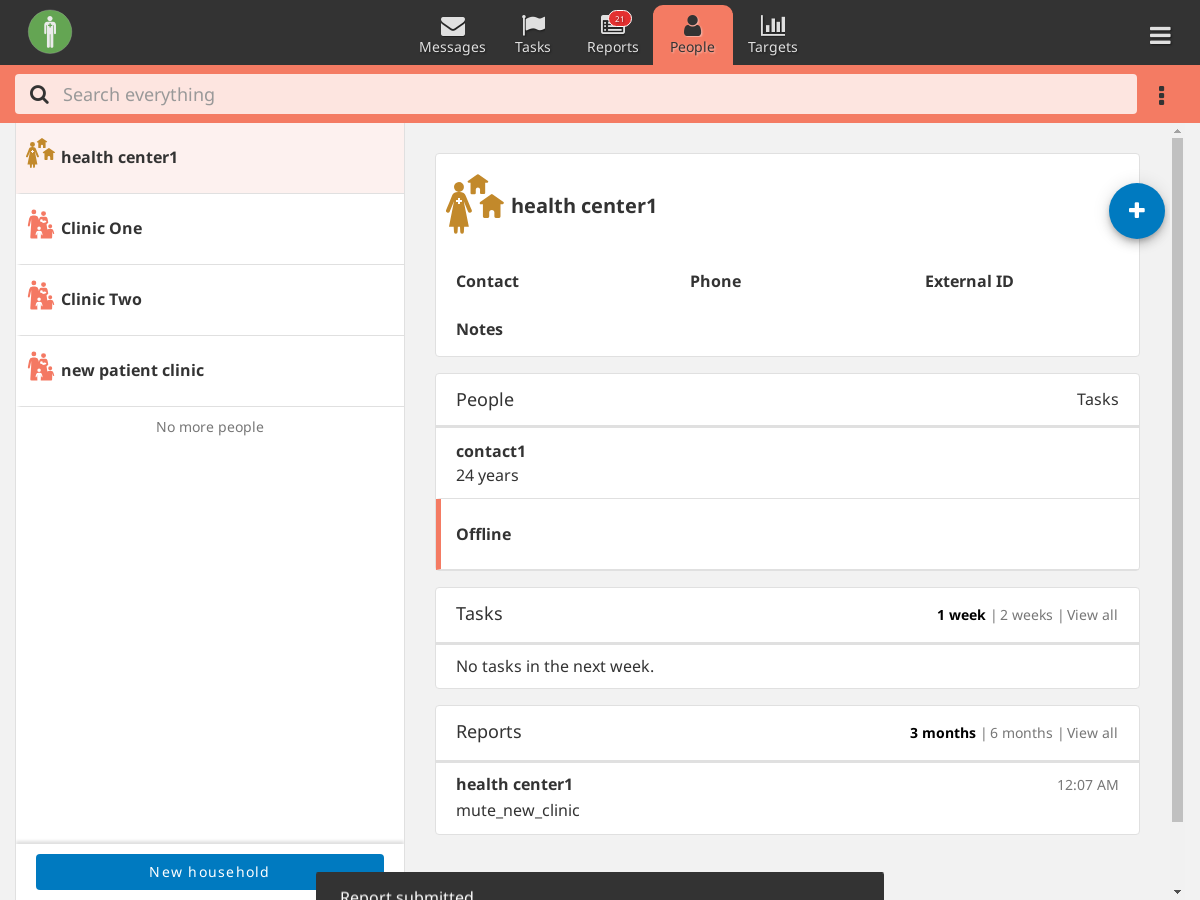 Messages
Tasks
Reports
21
People
Targets
Search everything
health center1
Clinic One
Clinic Two
new patient clinic
No more people
New household
health center1
Contact
Phone
External ID
Notes
People
Tasks
contact1
24 years
Offline
Tasks
1 week | 2 weeks | View all
No tasks in the next week.
Reports
3 months | 6 months | View all
health center1
12:07 AM
mute_new_clinic
Report submitted